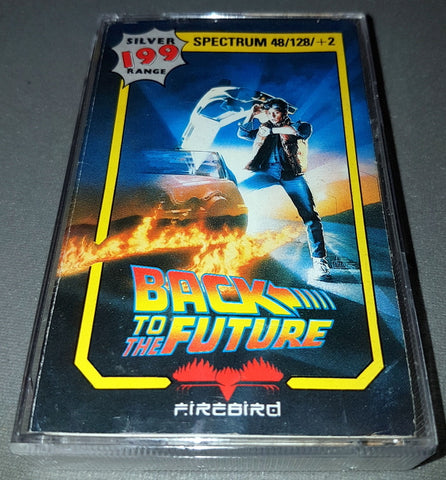 SILVER
199
RANGE
SPECTRUM 48/128/+2
BACK
TO
THE FUTURE
FIREBIRD